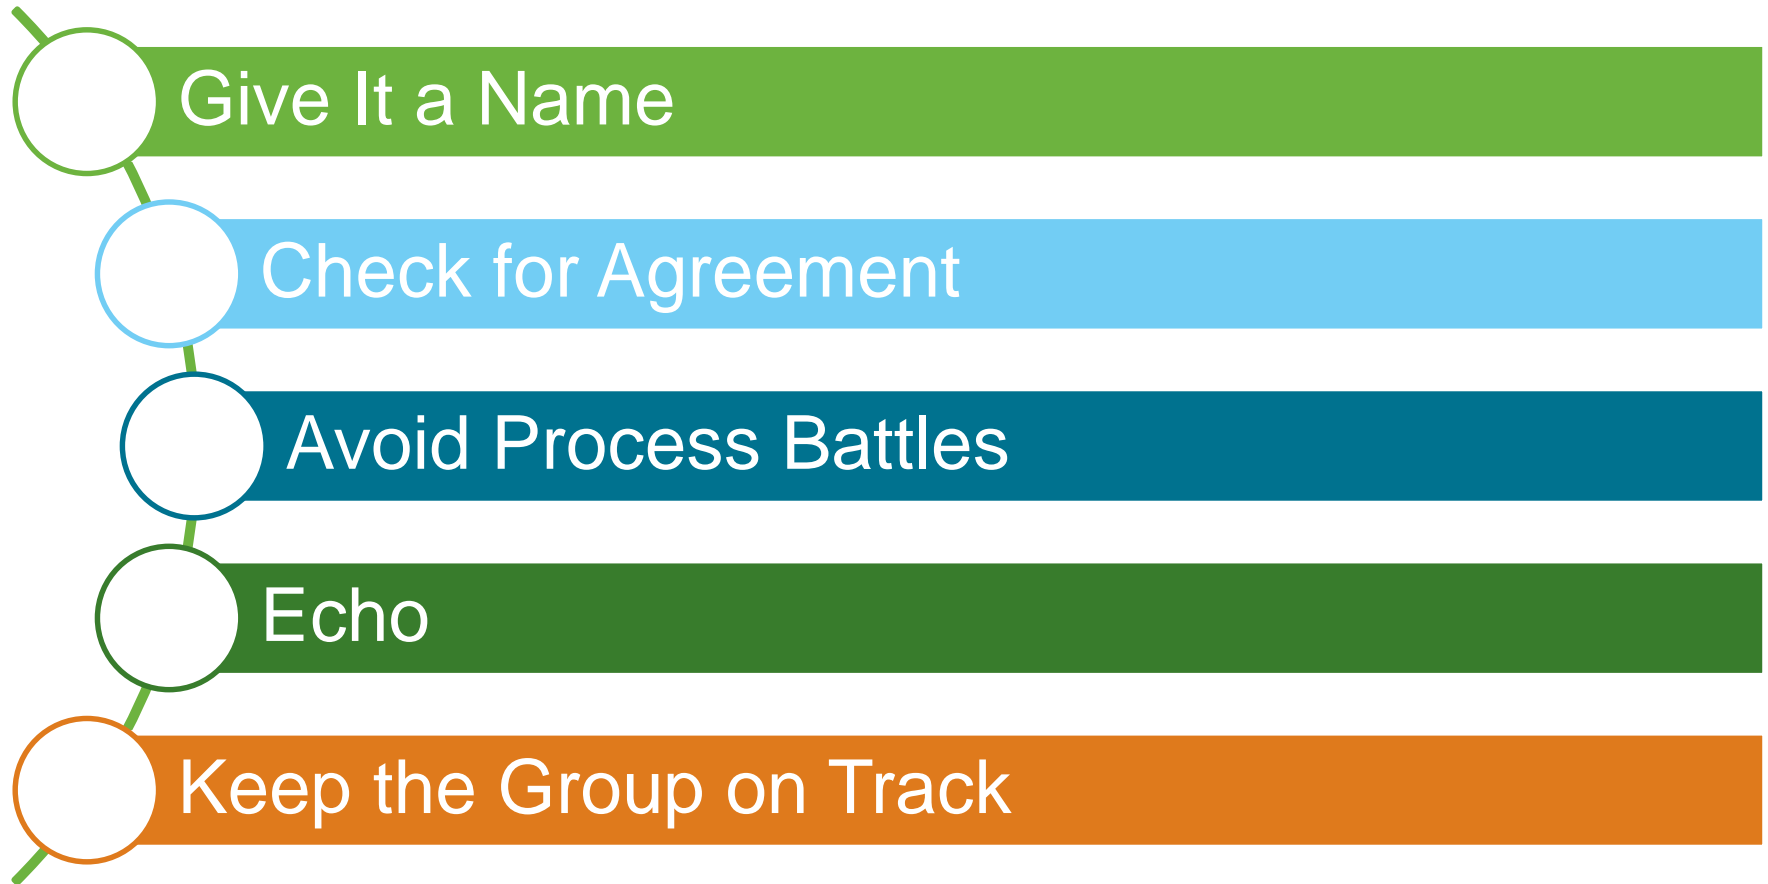 Give It a Name
Check for Agreement
Avoid Process Battles
Echo
Keep the Group on Track